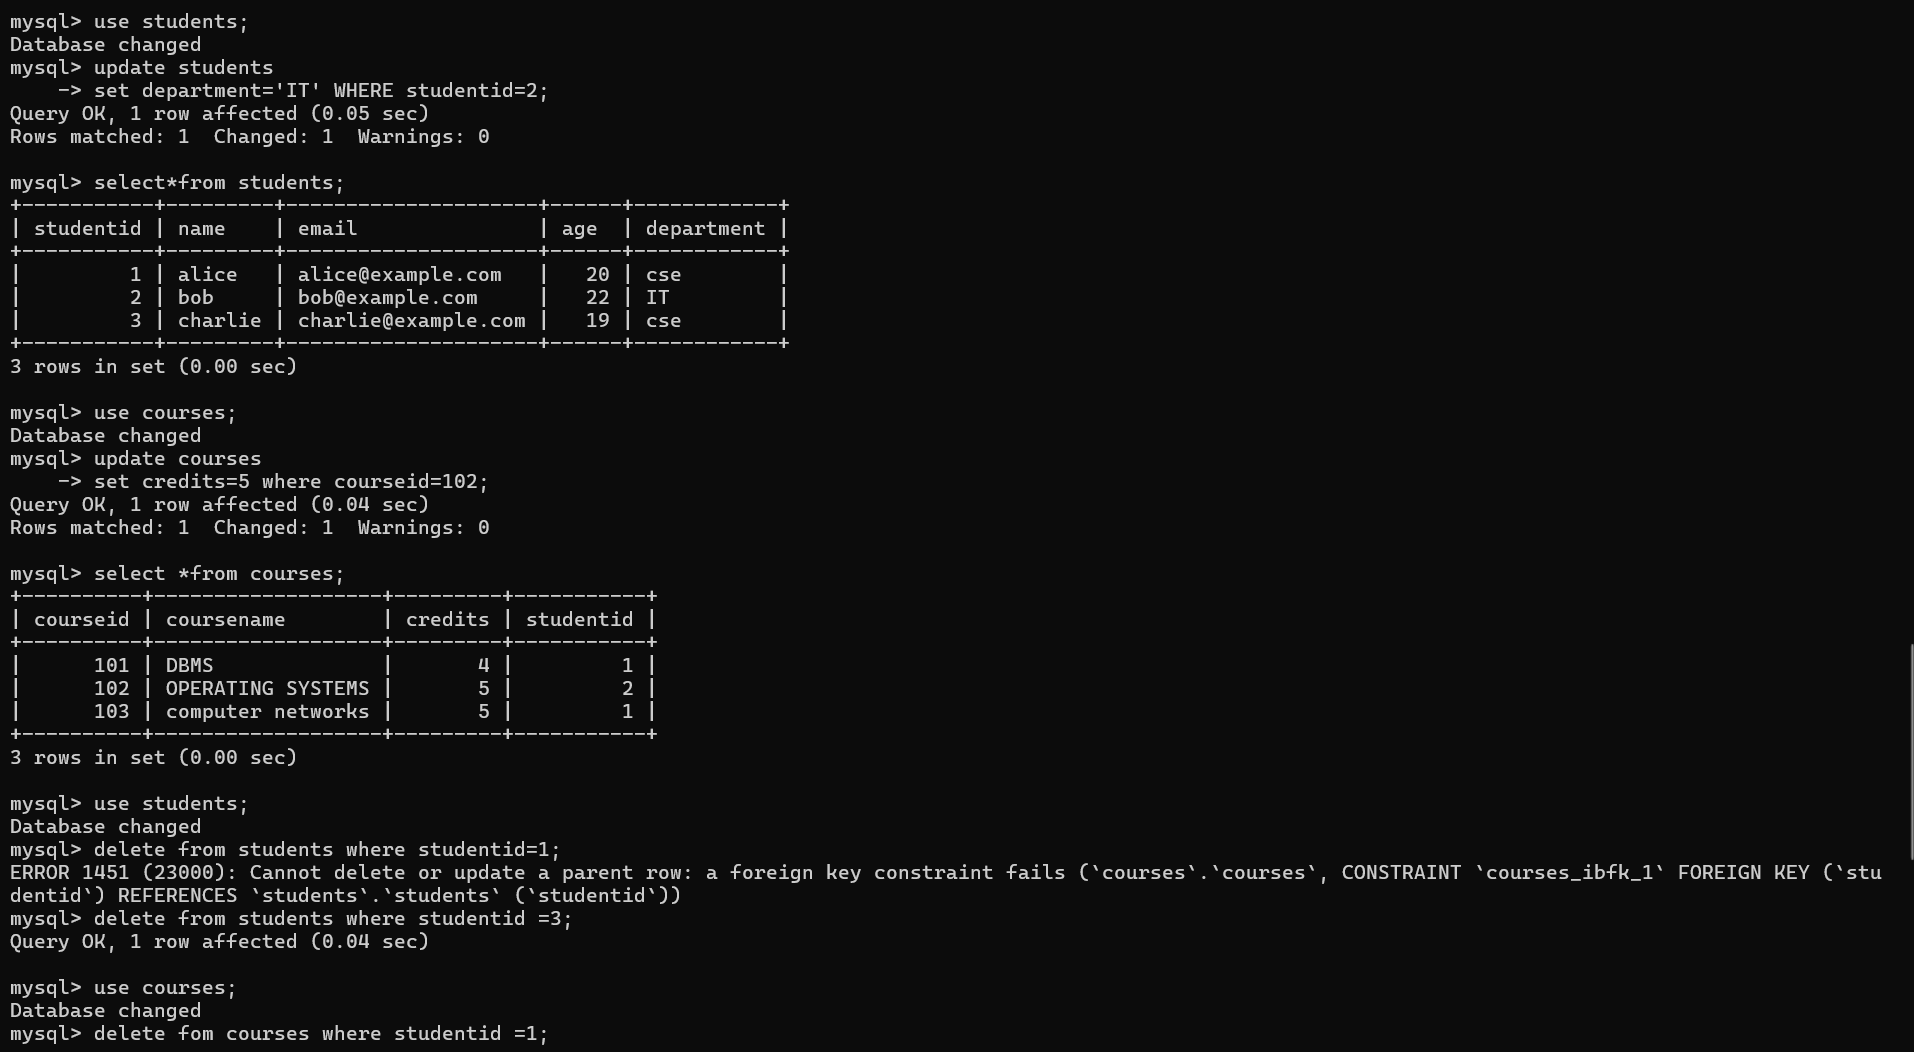 mysql> use students;
Database changed
mysql> update students
    -> set department='IT' WHERE studentid=2;
Query OK, 1 row affected (0.05 sec)
Rows matched: 1  Changed: 1  Warnings: 0

mysql> select*from students;
+-----------+---------+---------------------+------+------------+
| studentid | name    | email               | age  | department |
+-----------+---------+---------------------+------+------------+
|         1 | alice   | alice@example.com   |   20 | cse        |
|         2 | bob     | bob@example.com     |   22 | IT         |
|         3 | charlie | charlie@example.com |   19 | cse        |
+-----------+---------+---------------------+------+------------+
3 rows in set (0.00 sec)

mysql> use courses;
Database changed
mysql> update courses
    -> set credits=5 where courseid=102;
Query OK, 1 row affected (0.04 sec)
Rows matched: 1  Changed: 1  Warnings: 0

mysql> select *from courses;
+----------+-------------------+---------+-----------+
| courseid | coursename        | credits | studentid |
+----------+-------------------+---------+-----------+
|      101 | DBMS              |       4 |         1 |
|      102 | OPERATING SYSTEMS |       5 |         2 |
|      103 | computer networks |       5 |         1 |
+----------+-------------------+---------+-----------+
3 rows in set (0.00 sec)

mysql> use students;
Database changed
mysql> delete from students where studentid=1;
ERROR 1451 (23000): Cannot delete or update a parent row: a foreign key constraint fails (`courses`.`courses`, CONSTRAINT `courses_ibfk_1` FOREIGN KEY (`stu
dentid`) REFERENCES `students`.`students` (`studentid`))
mysql> delete from students where studentid =3;
Query OK, 1 row affected (0.04 sec)

mysql> use courses;
Database changed
mysql> delete fom courses where studentid =1;